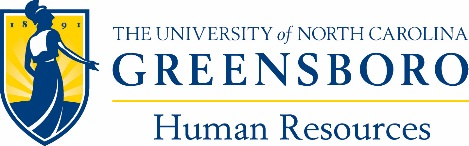 1891
THE UNIVERSITY of NORTH CAROLINA
GREENSBORO
Human Resources